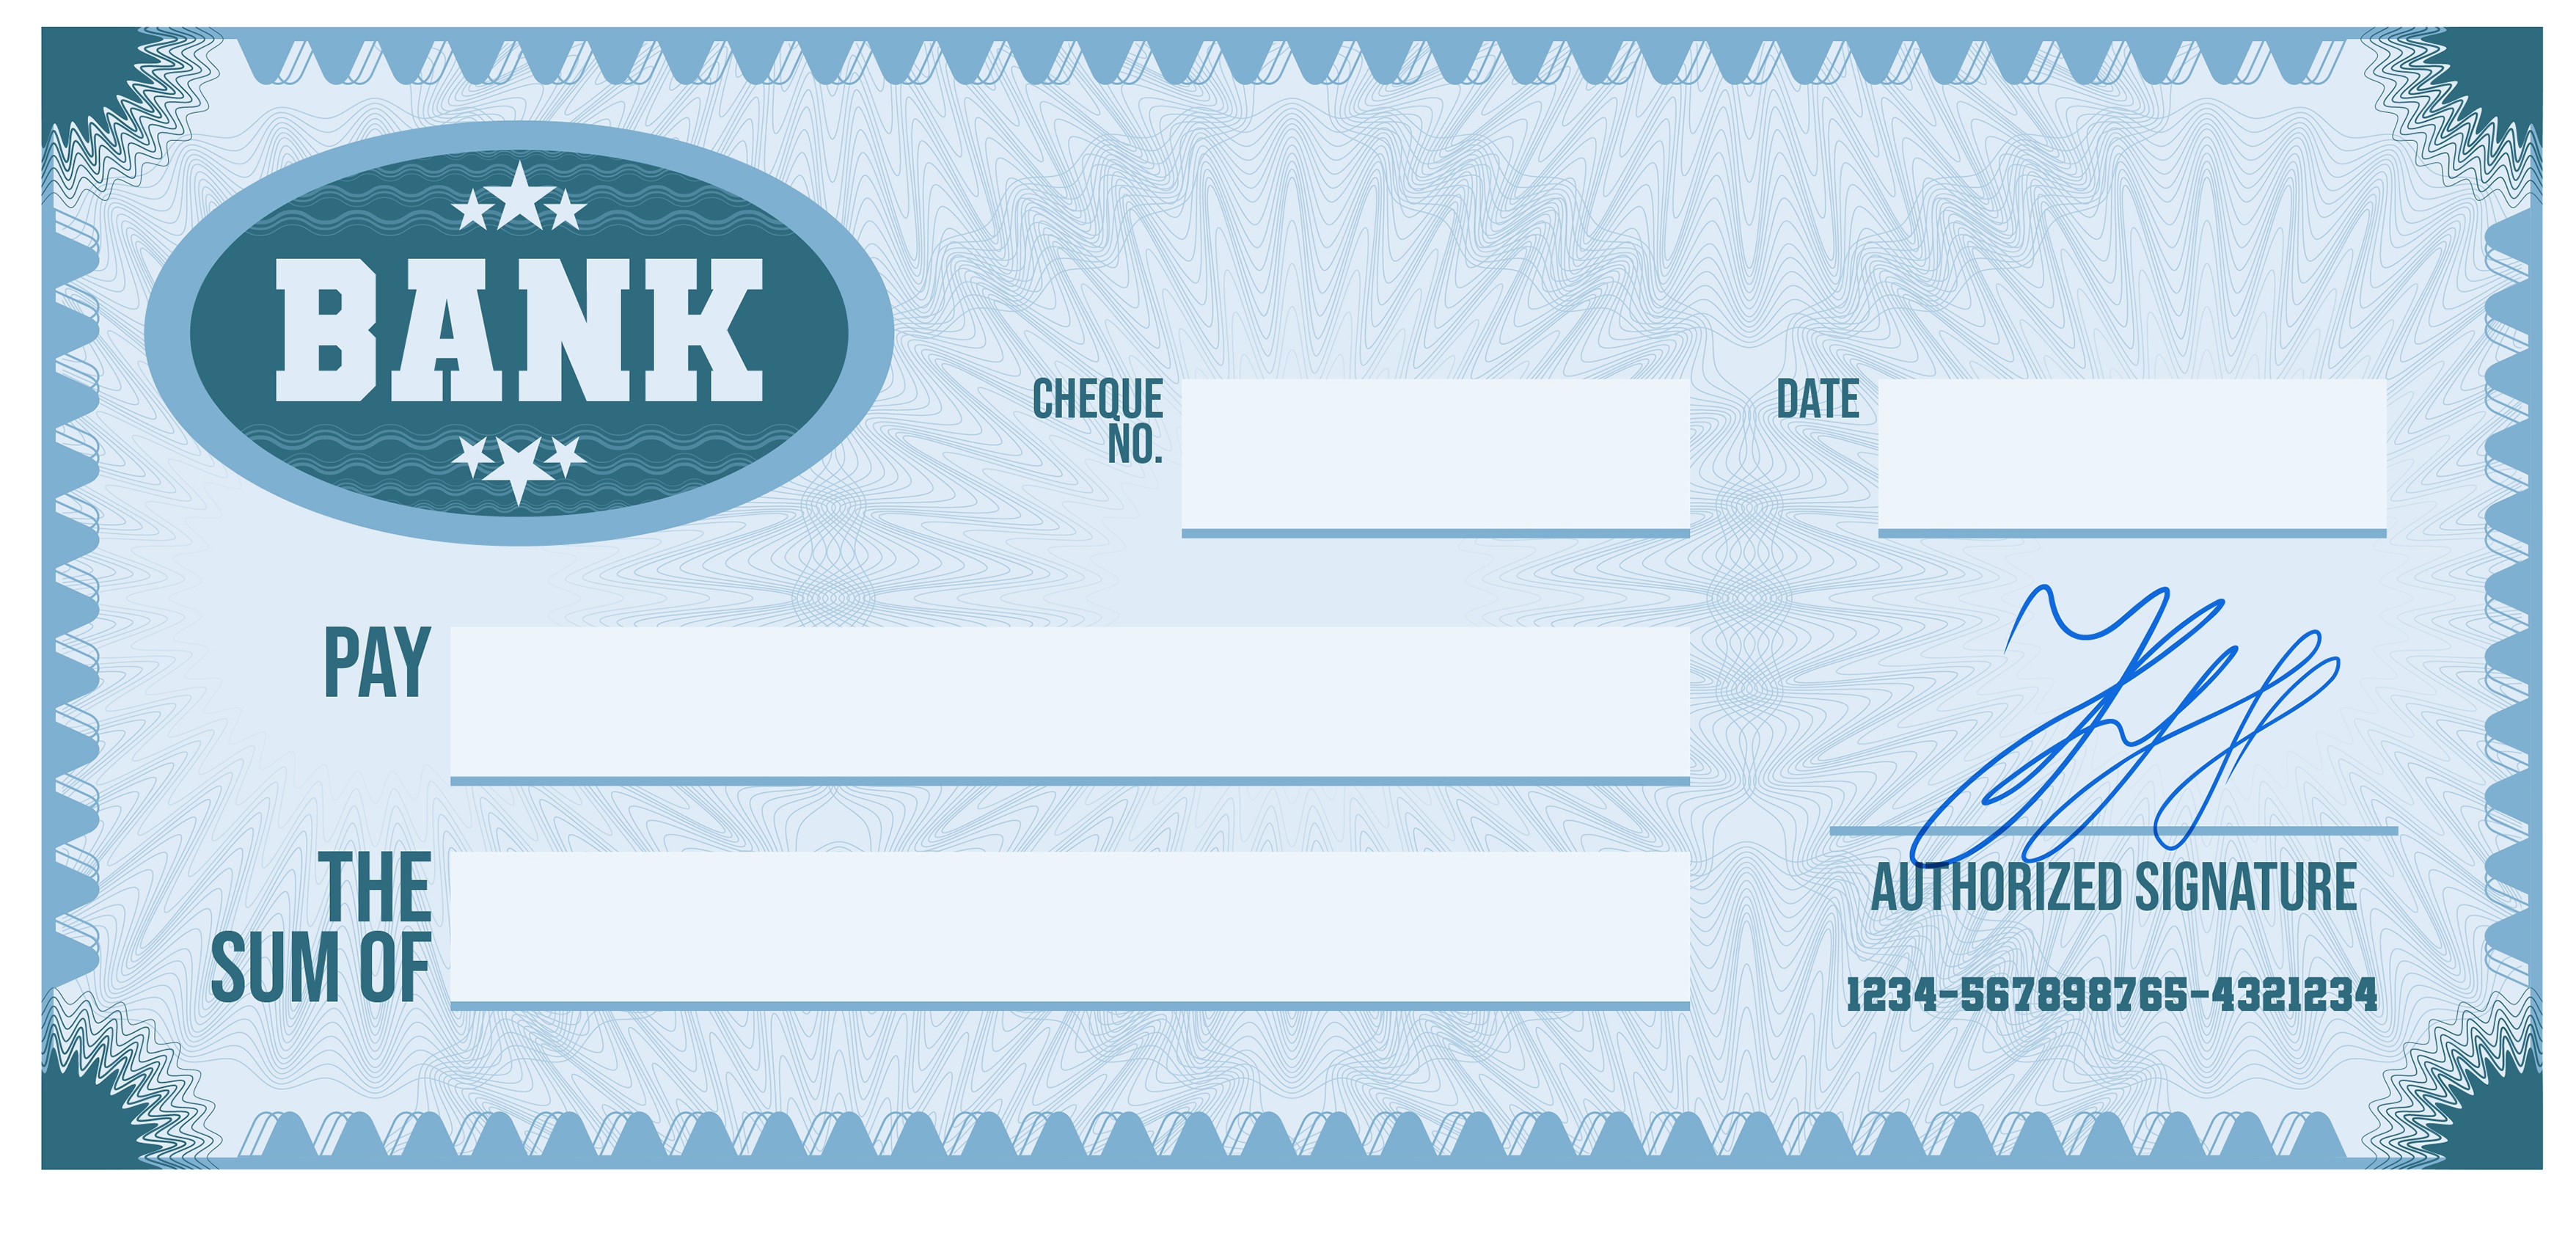 BANK
CHEQUE
NO.
DATE
PAY
THE
SUM OF
AUTHORIZED SIGNATURE
1234-567898765-4321234